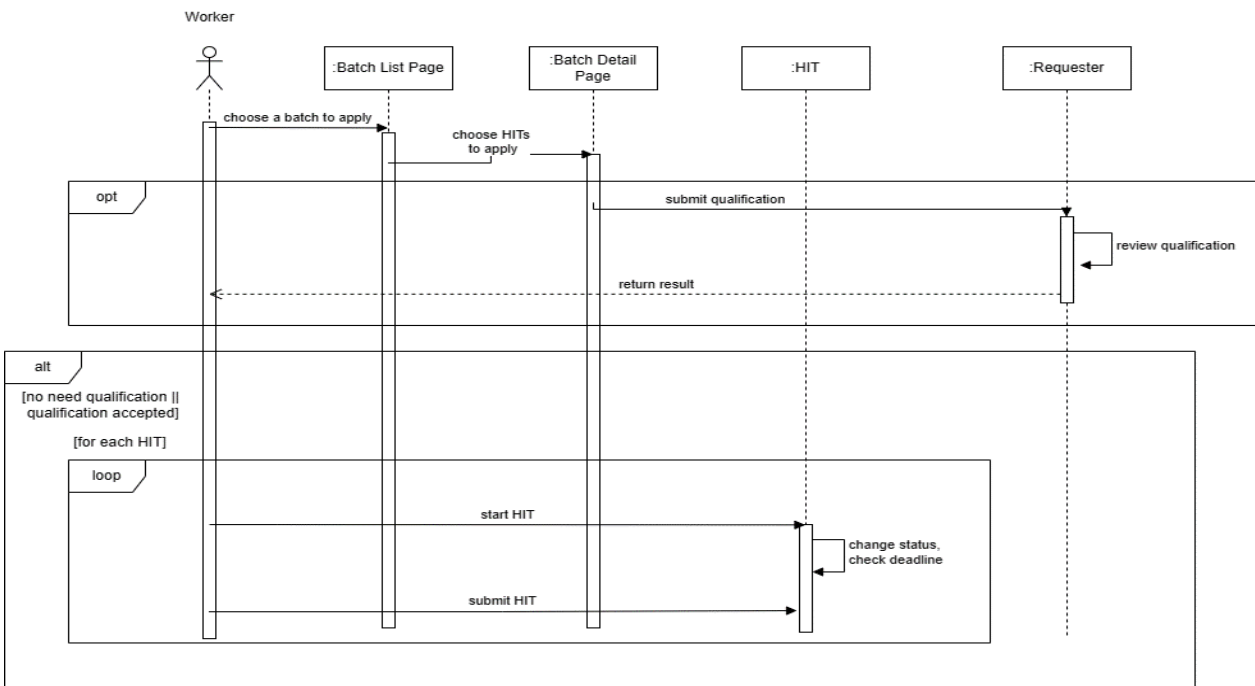 Worker
:Batch List Page
:Batch Detail
Page
:HIT
:Requester
choose a batch to apply
choose HITs
to apply
opt
submit qualification
review qualification
return result
alt
[no need qualification ||
qualification accepted]
[for each HIT]
loop
start HIT
change status,
check deadline
submit HIT